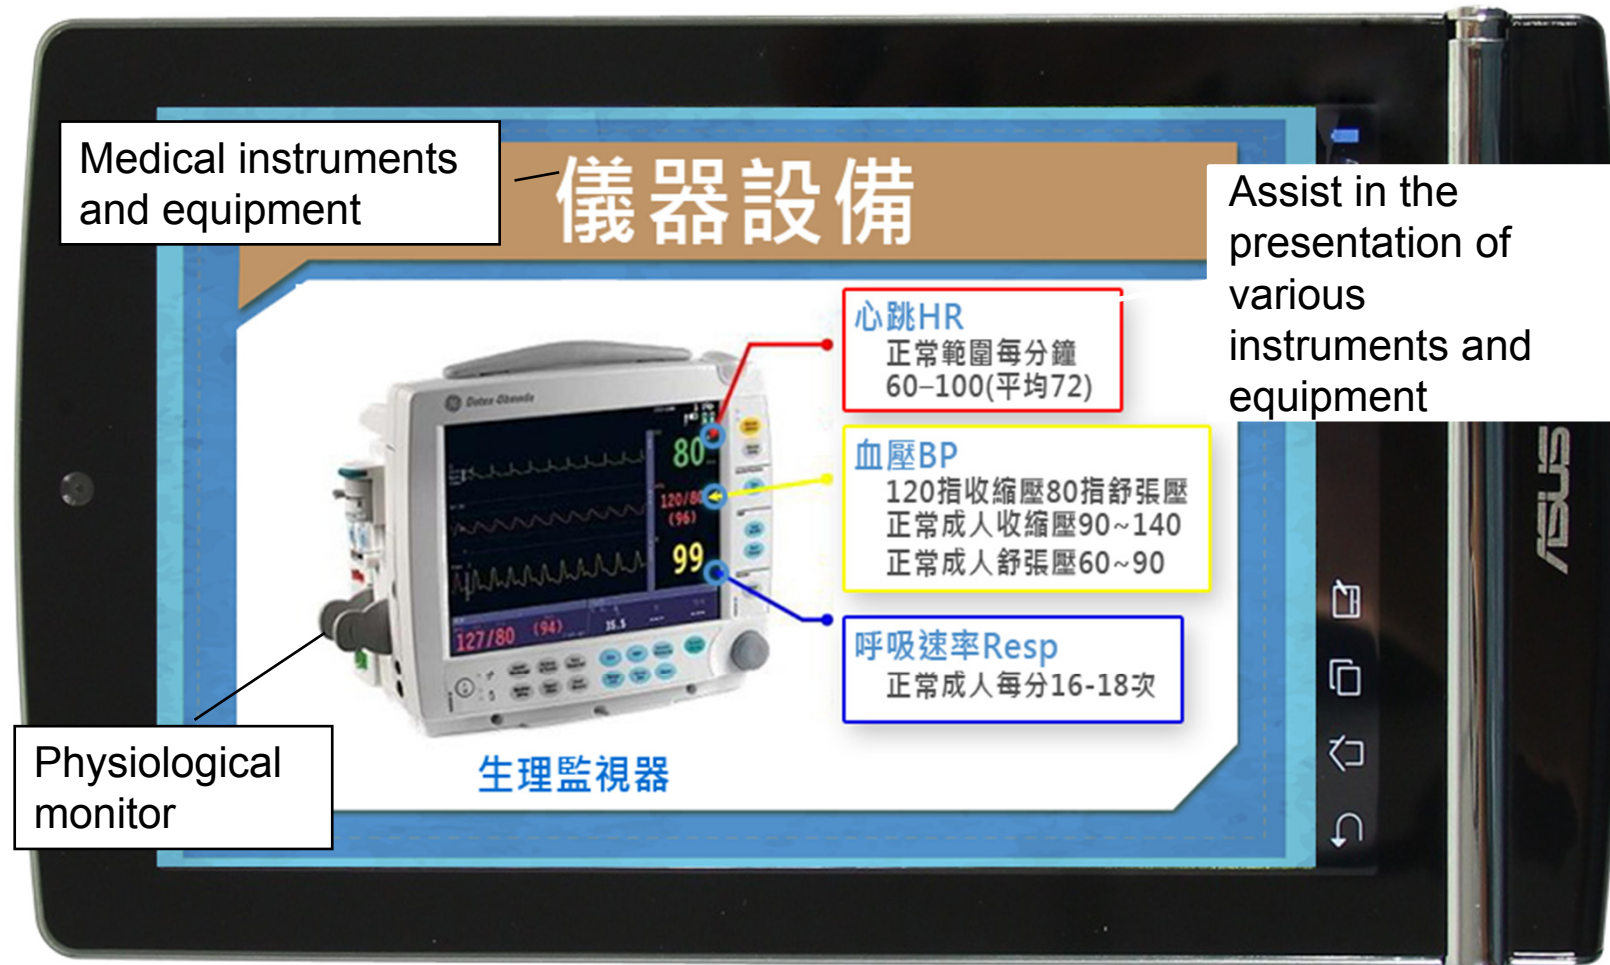 Medical instruments
and equipment
儀器設備
Assist in the
presentation of
various
instruments and
equipment
心跳HR
正常範圍每分鐘
60–100(平均72)
血壓BP
120指收縮壓80指舒張壓
正常成人收縮壓90~140
正常成人舒張壓60~90
呼吸速率Resp
正常成人每分16-18次
Datex-Ohmeda
80
120/80
(96)
99
127/80 (94) 35.5
Physiological
monitor
生理監視器
ASUS